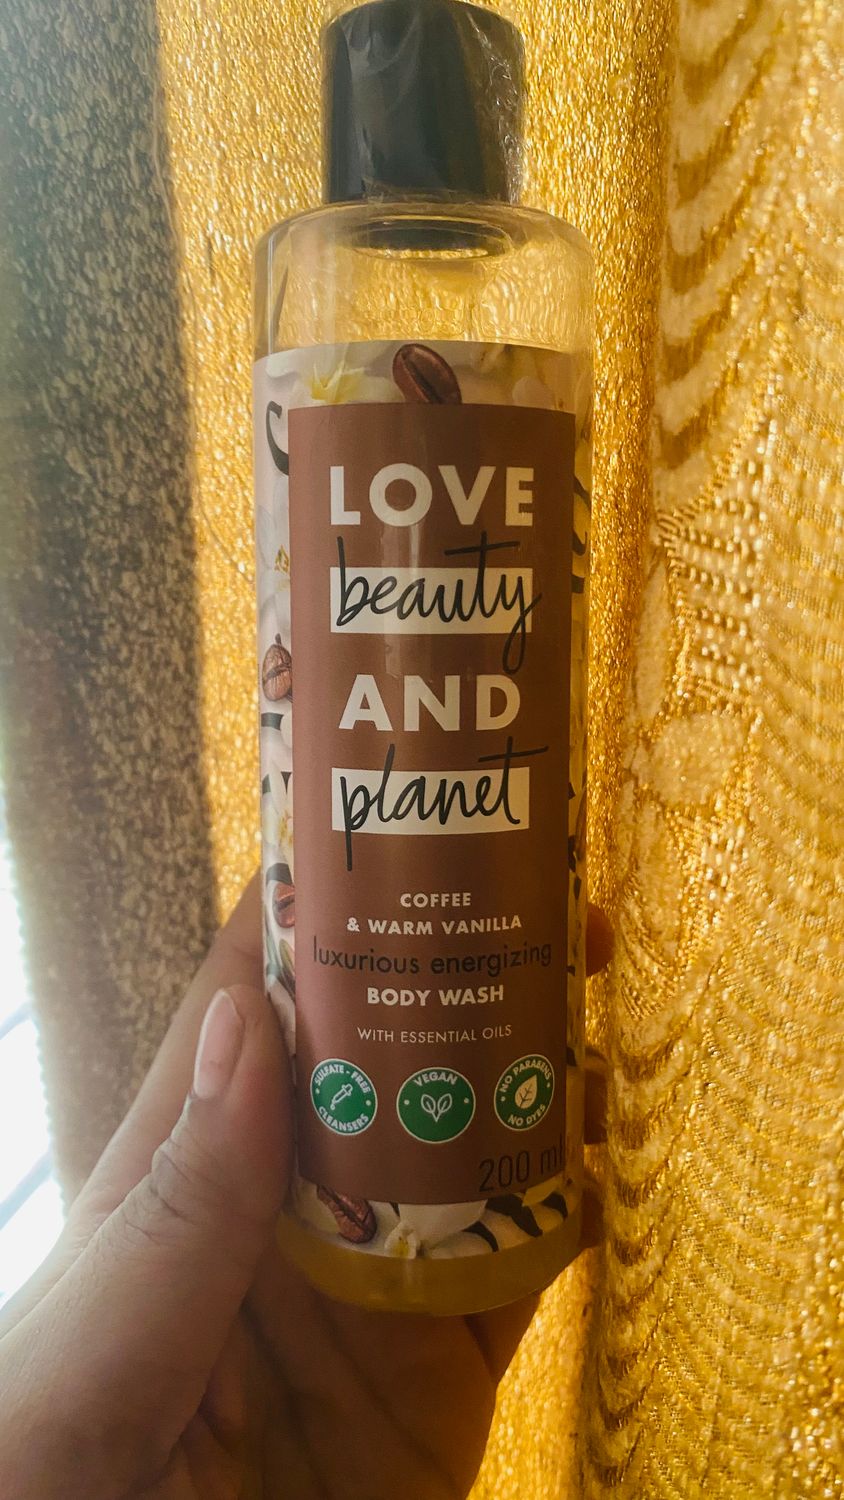 LOVE
beauty
AND
planet
COFFEE
& WARM VANILLA
luxurious energizing
BODY WASH
WITH ESSENTIAL OILS
SULFATE - FREE
CLEANSERS
VEGAN
NO PARABENS
NO DYES
200 ml